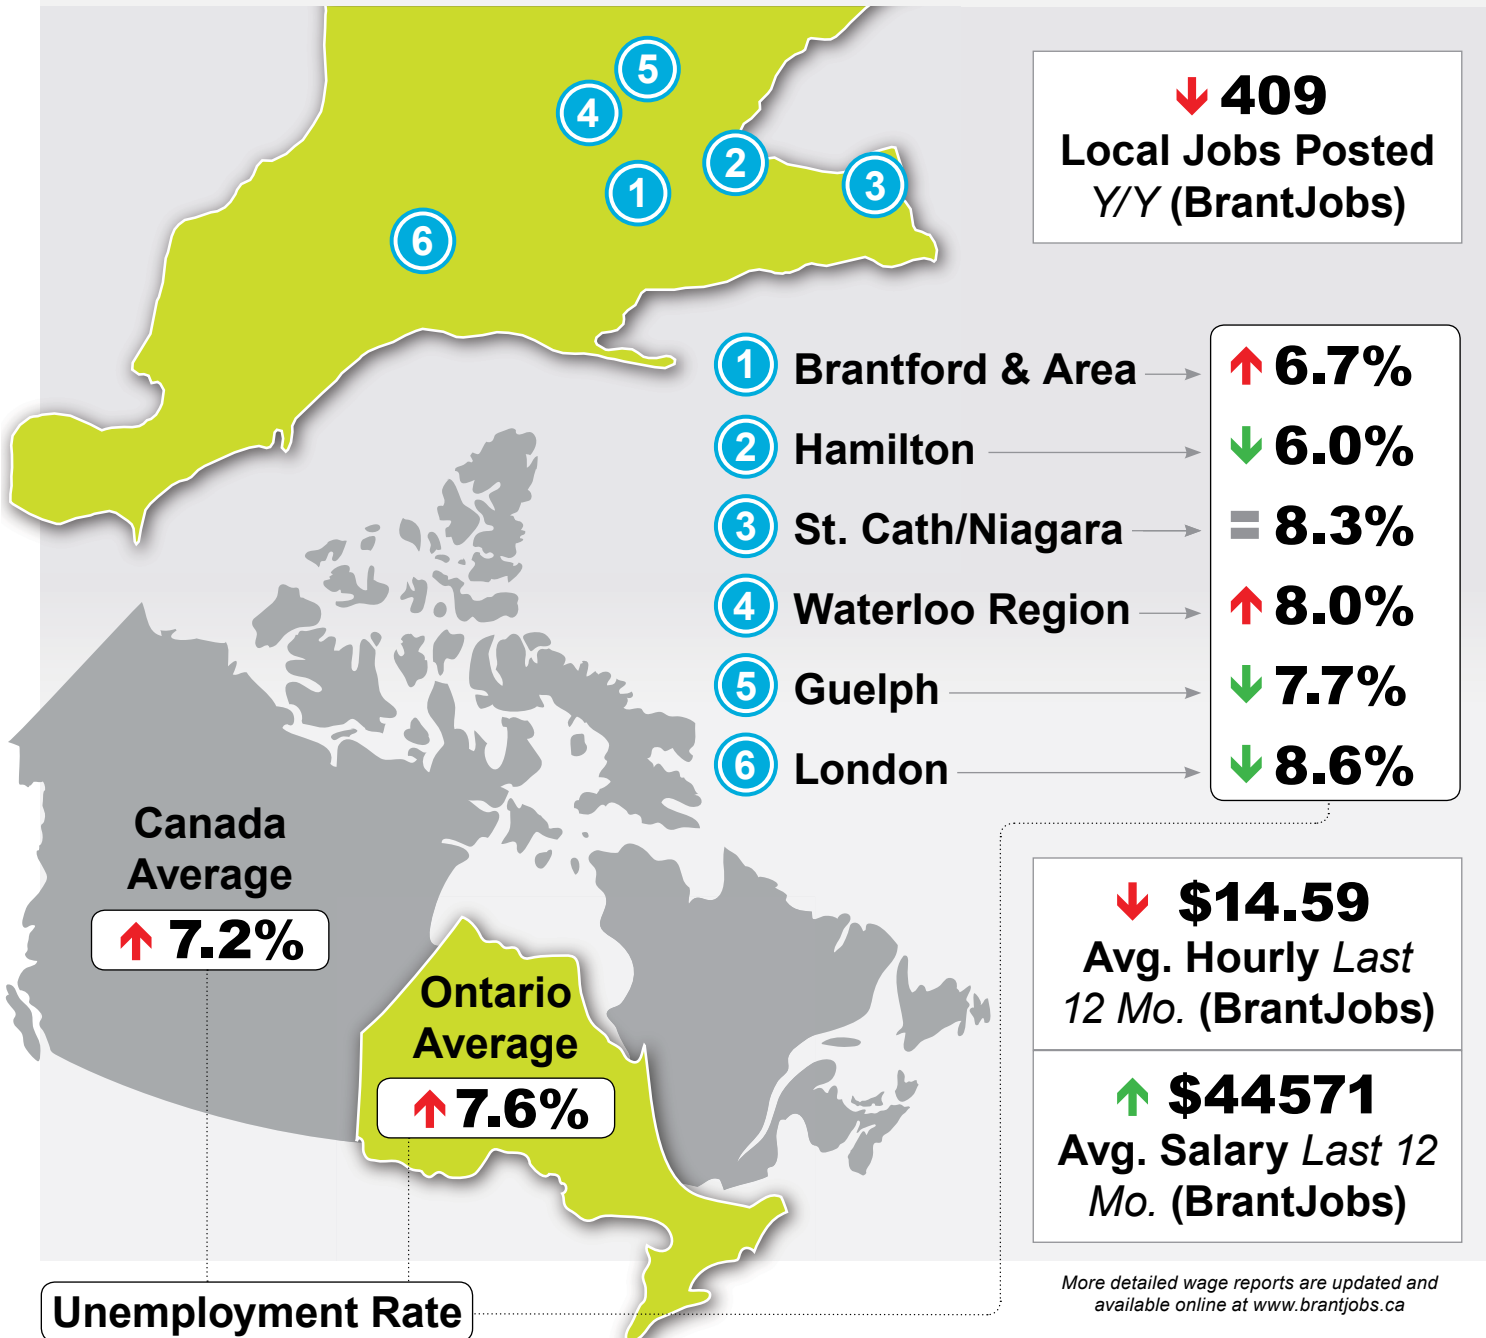 5
4
2
1
3
6
409
Local Jobs Posted
Y/Y (BrantJobs)
1 Brantford & Area 6.7%
2 Hamilton 6.0%
3 St. Cath/Niagara = 8.3%
4 Waterloo Region 8.0%
5 Guelph 7.7%
6 London 8.6%
Canada
Average
7.2%
Ontario
Average
7.6%
Unemployment Rate
$14.59
Avg. Hourly Last
12 Mo. (BrantJobs)
$44571
Avg. Salary Last 12
Mo. (BrantJobs)
More detailed wage reports are updated and
available online at www.brantjobs.ca